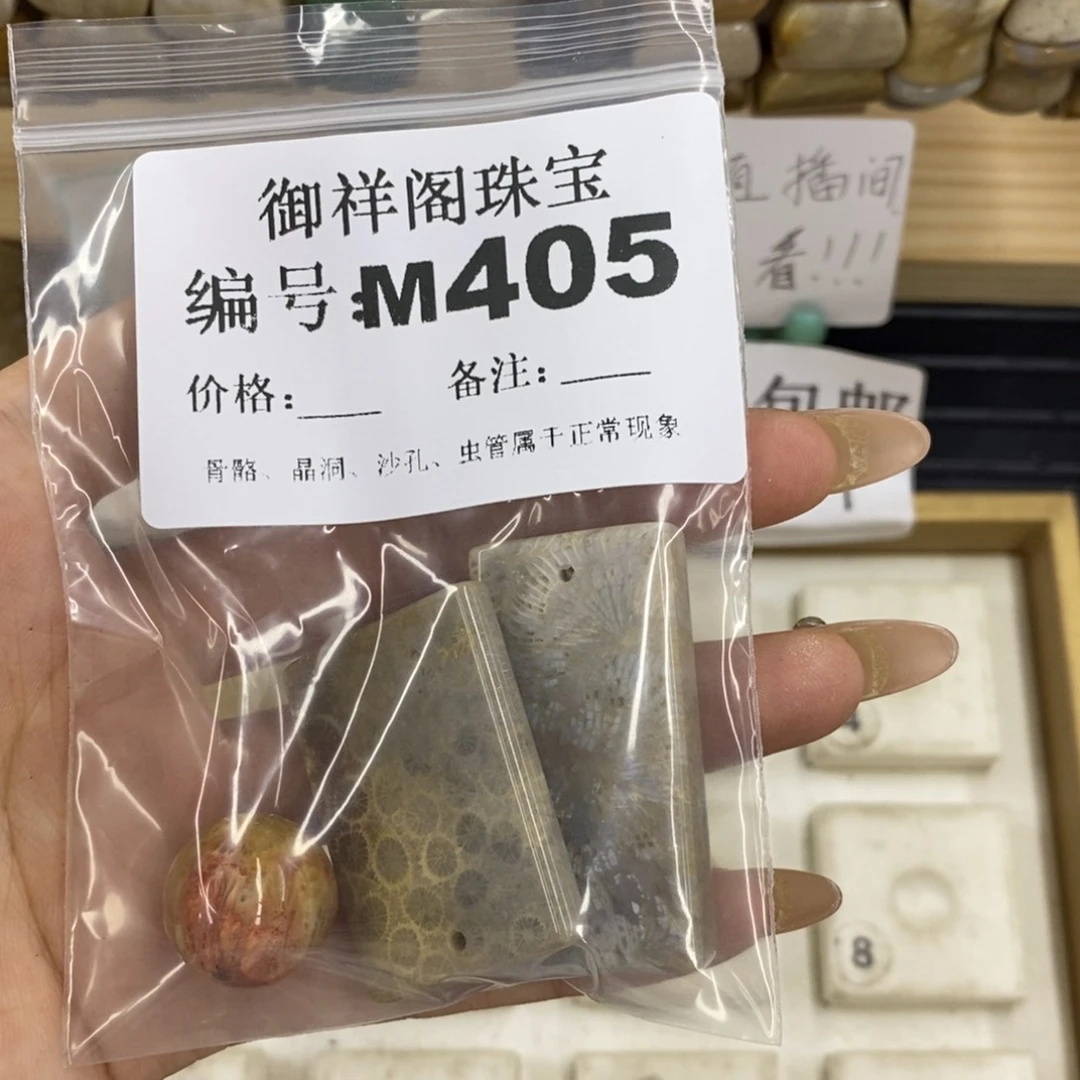 御祥阁珠宝
编号:M405
价格:____
备注:____
骨骼、晶洞、沙孔、虫管属于正常现象
直播间
看!!!
包邮
8